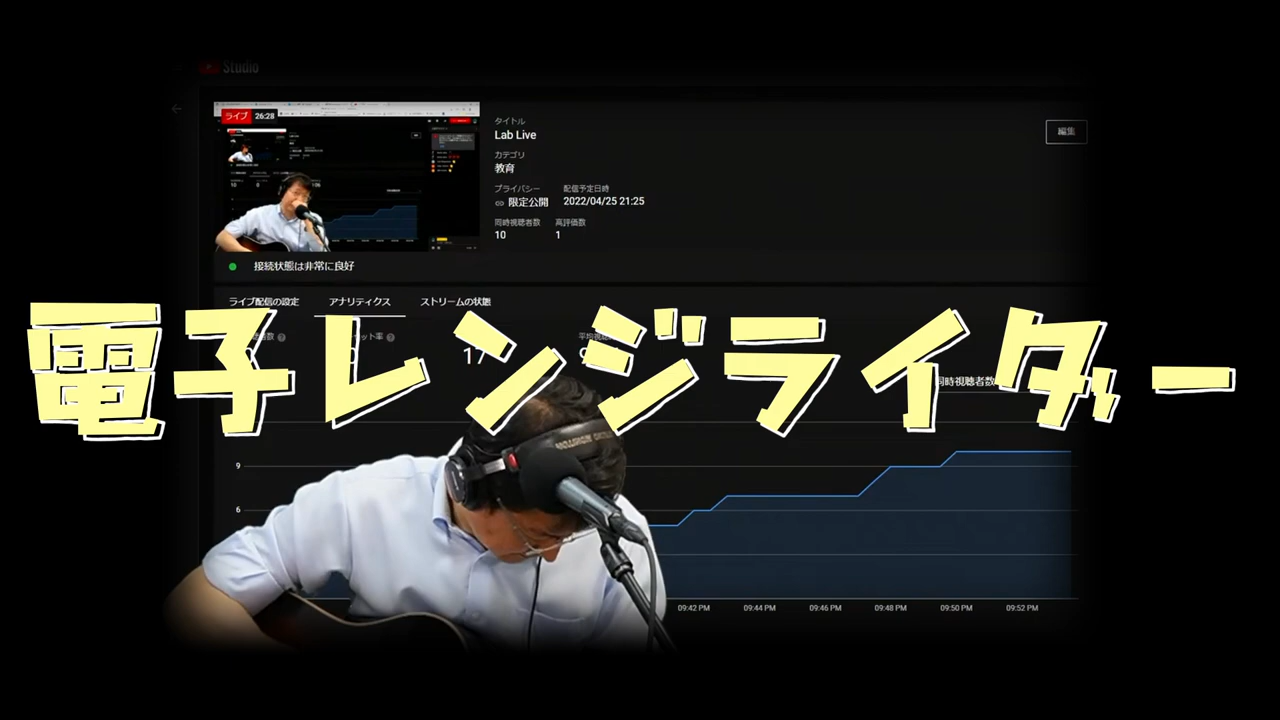 Studio
ライブ 26:28
タイトル
Lab Live
編集
カテゴリ
教育
プライバシー 配信予定日時
限定公開 2022/04/25 21:25
同時視聴者数 高評価数
10 1
接続状態は非常に良好
ライブ配信の設定 アナリティクス ストリームの状態
電子レンジライダー
17
同時視聴者数
9
6
09:42 PM 09:44 PM 09:46 PM 09:48 PM 09:50 PM 09:52 PM